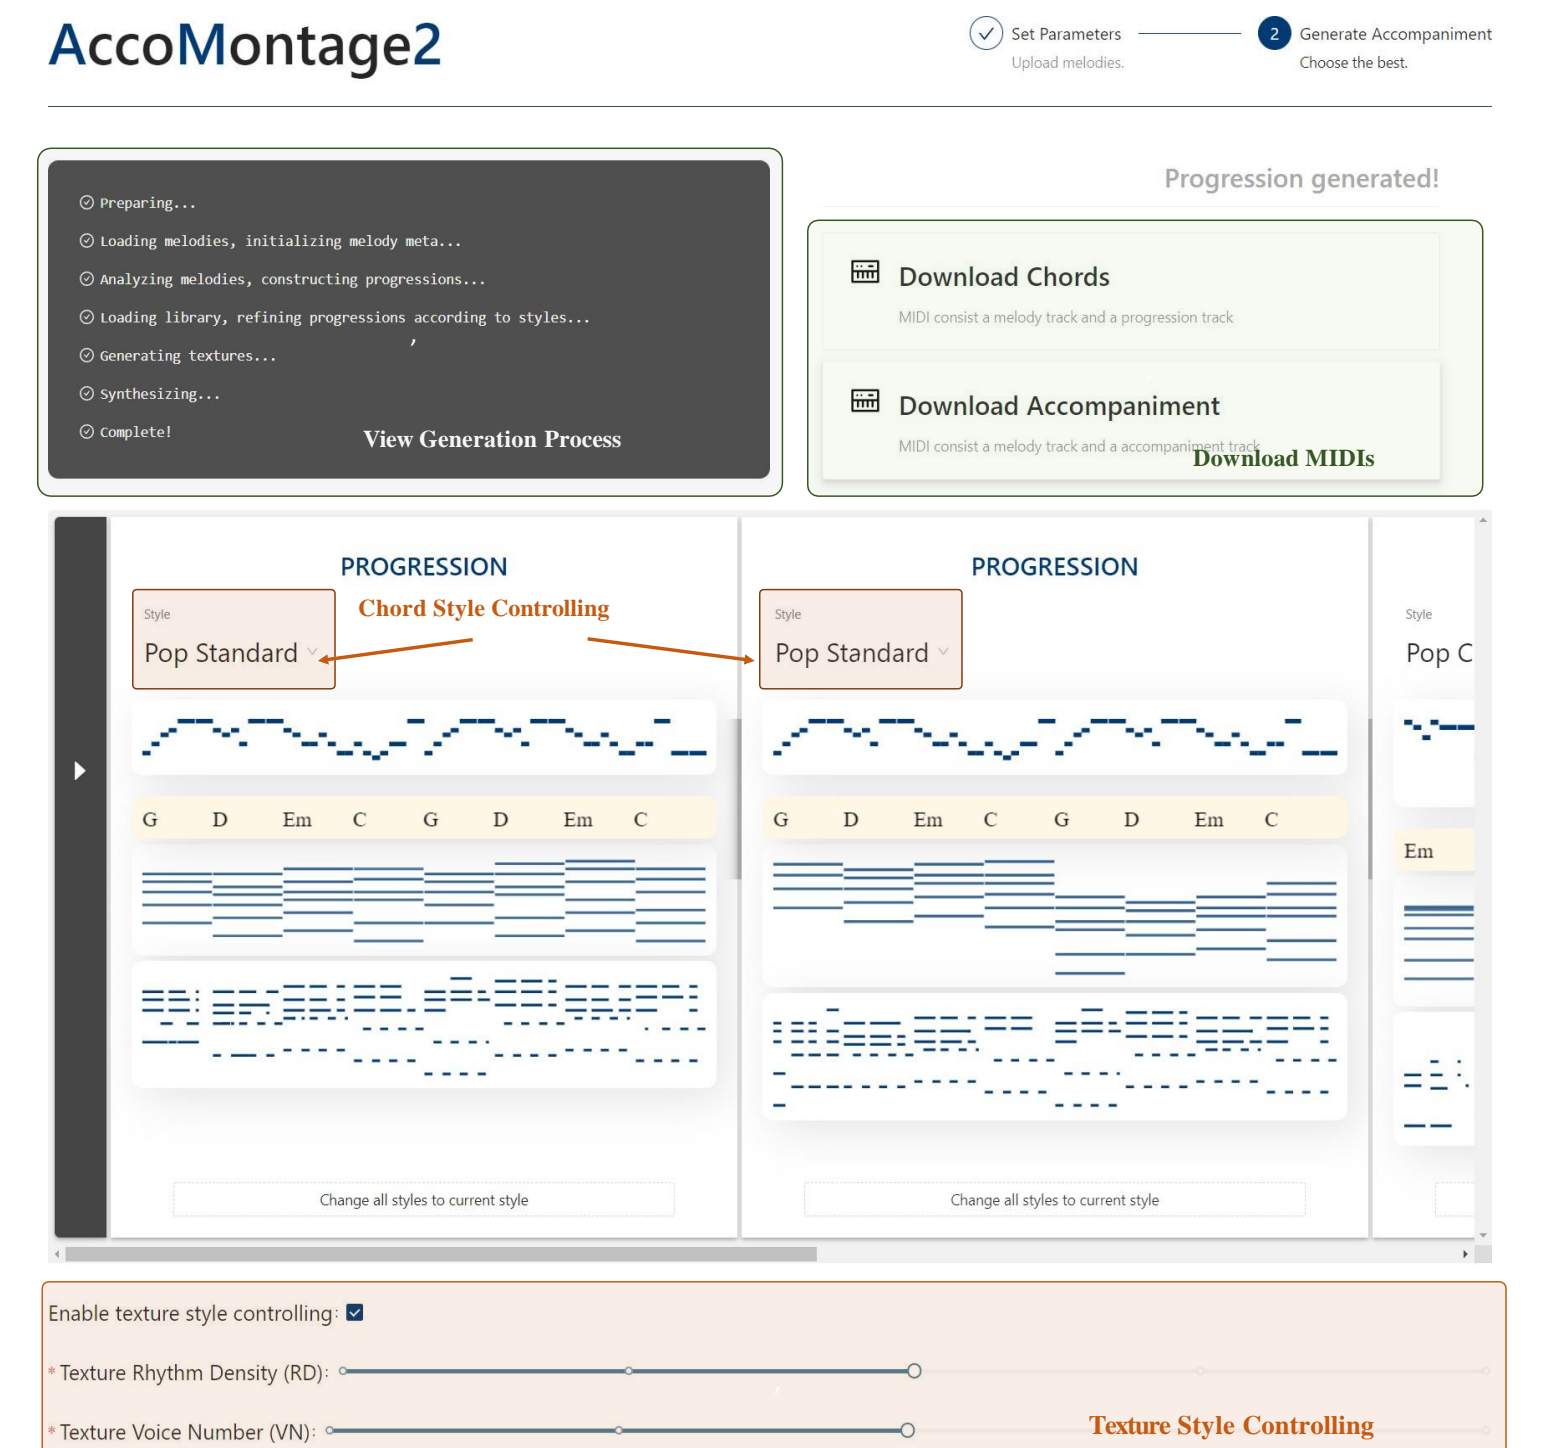 AccoMontage2
Set Parameters
Upload melodies.
2 Generate Accompaniment
Choose the best.
Preparing...
Loading melodies, initializing melody meta...
Analyzing melodies, constructing progressions...
Loading library, refining progressions according to styles...
Generating textures...
Synthesizing...
Complete!
View Generation Process
Progression generated!
Download Chords
MIDI consist a melody track and a progression track
Download Accompaniment
MIDI consist a melody track and a accompaniment track
Download MIDIs
PROGRESSION
Style
Pop Standard
Chord Style Controlling
G D Em C G D Em C
Change all styles to current style
PROGRESSION
Style
Pop Standard
G D Em C G D Em C
Change all styles to current style
Style
Pop C
Em
Enable texture style controlling:
* Texture Rhythm Density (RD):
* Texture Voice Number (VN):
Texture Style Controlling